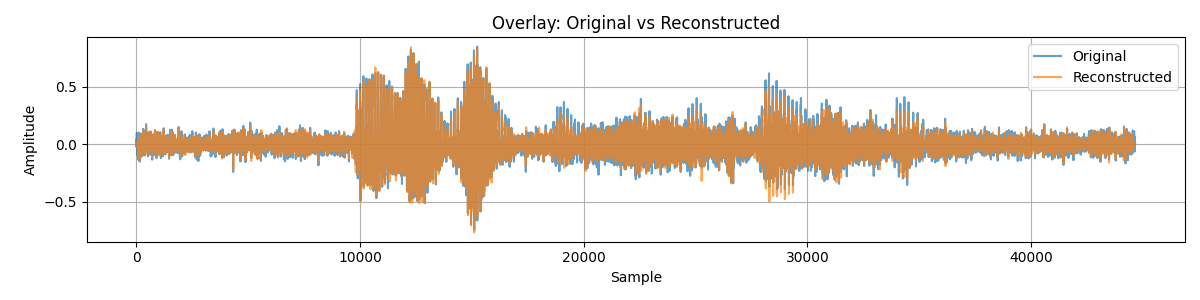 Overlay: Original vs Reconstructed
Original
Reconstructed
Amplitude
0.5
0.0
−0.5
0 10000 20000 30000 40000
Sample